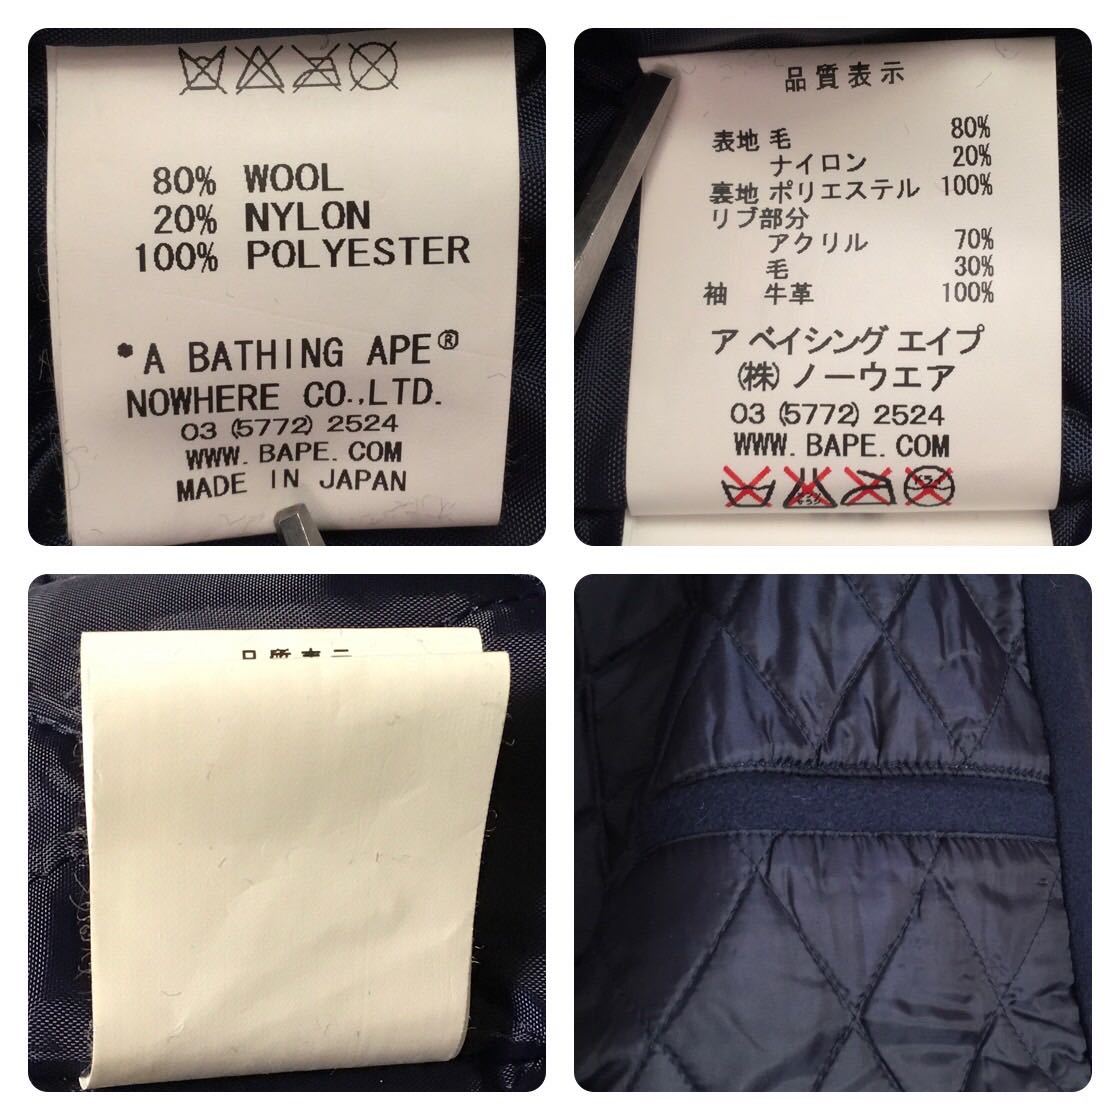 80% WOOL
20% NYLON
100% POLYESTER
A BATHING APE®
NOWHERE CO.,LTD.
03 (5772) 2524
WWW. BAPE. COM
MADE IN JAPAN
品質表示
表地 毛 80%
ナイロン 20%
裏地 ポリエステル 100%
リブ部分
アクリル 70%
毛 30%
袖 牛革 100%
ア ベイシング エイプ
㈱ ノーウエア
03 (5772) 2524
WWW. BAPE. COM
品質表示